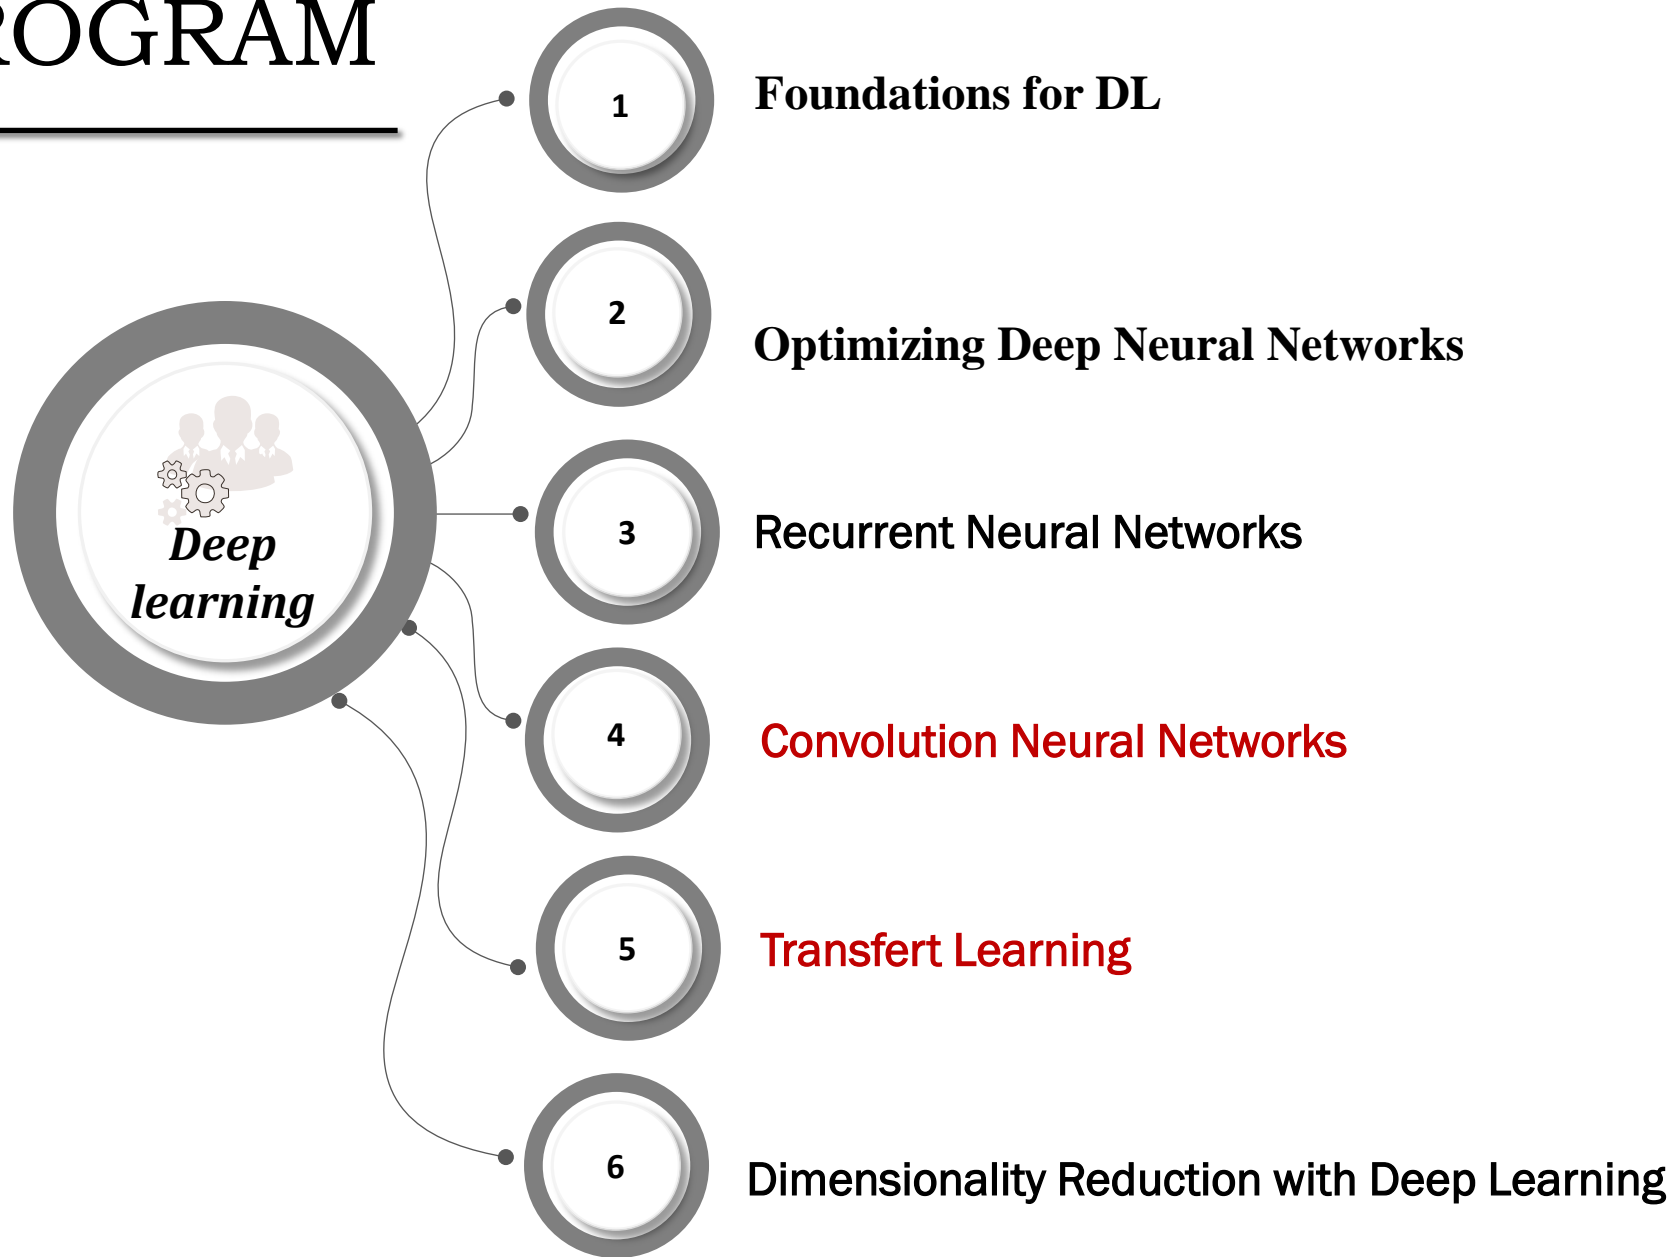 ROGRAM
1
Foundations for DL
2
Optimizing Deep Neural Networks
Deep
learning
3
Recurrent Neural Networks
4
Convolution Neural Networks
5
Transfert Learning
6
Dimensionality Reduction with Deep Learning